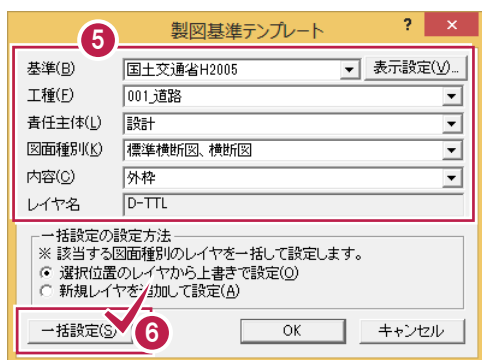 製図基準テンプレート ? ×
5
基準(B) 国土交通省H2005 表示設定(V)...
工種(F) 001_道路
責任主体(L) 設計
図面種別(K) 標準横断図、横断図
内容(C) 外枠
レイヤ名 D-TTL
一括設定の設定方法
※ 該当する図面種別のレイヤを一括して設定します。
選択位置のレイヤから上書きで設定(O)
新規レイヤを追加して設定(A)
一括設定(S) 6 OK キャンセル